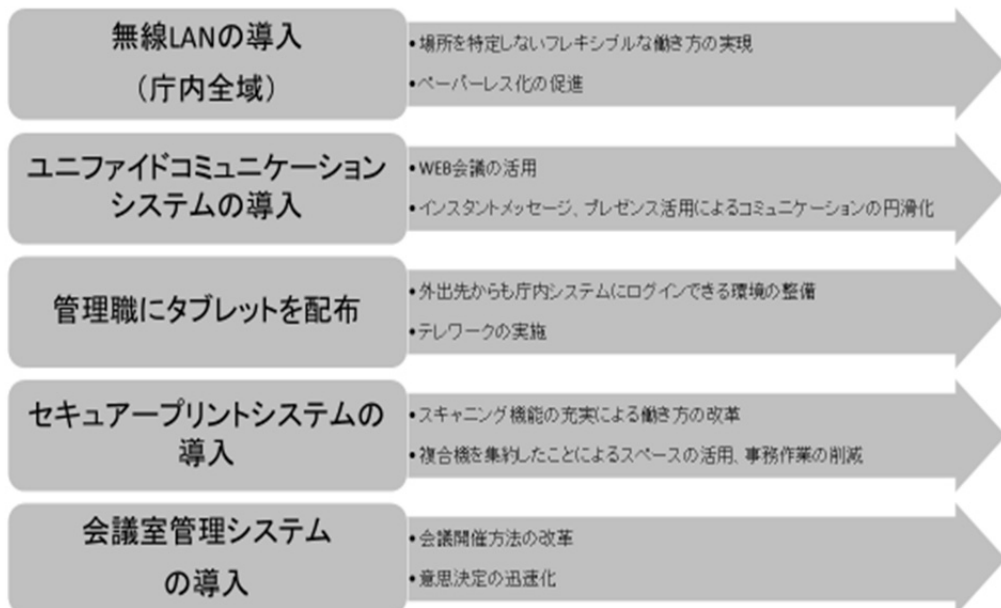 無線LANの導入
（庁内全域）
•場所を特定しないフレキシブルな働き方の実現
•ペーパーレス化の促進
ユニファイドコミュニケーション
システムの導入
•WEB会議の活用
•インスタントメッセージ、プレゼンス活用によるコミュニケーションの円滑化
管理職にタブレットを配布
•外出先からも庁内システムにログインできる環境の整備
•テレワークの実施
セキュアープリントシステムの
導入
•スキャニング機能の充実による働き方の改革
•複合機を集約したことによるスペースの活用、事務作業の削減
会議室管理システム
の導入
•会議開催方法の改革
•意思決定の迅速化